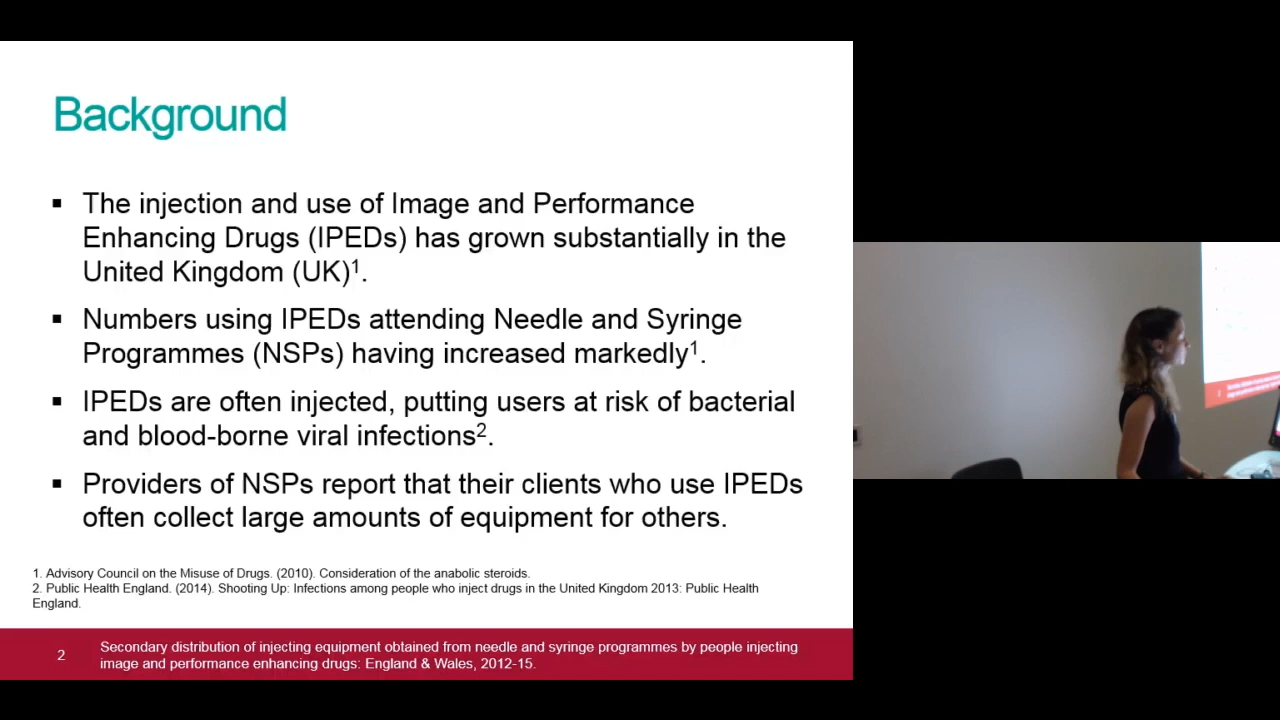 Background
▪ The injection and use of Image and Performance
Enhancing Drugs (IPEDs) has grown substantially in the
United Kingdom (UK)¹.
▪ Numbers using IPEDs attending Needle and Syringe
Programmes (NSPs) having increased markedly¹.
▪ IPEDs are often injected, putting users at risk of bacterial
and blood-borne viral infections².
▪ Providers of NSPs report that their clients who use IPEDs
often collect large amounts of equipment for others.
1. Advisory Council on the Misuse of Drugs. (2010). Consideration of the anabolic steroids.
2. Public Health England. (2014). Shooting Up: Infections among people who inject drugs in the United Kingdom 2013: Public Health
England.
2
Secondary distribution of injecting equipment obtained from needle and syringe programmes by people injecting
image and performance enhancing drugs: England & Wales, 2012-15.